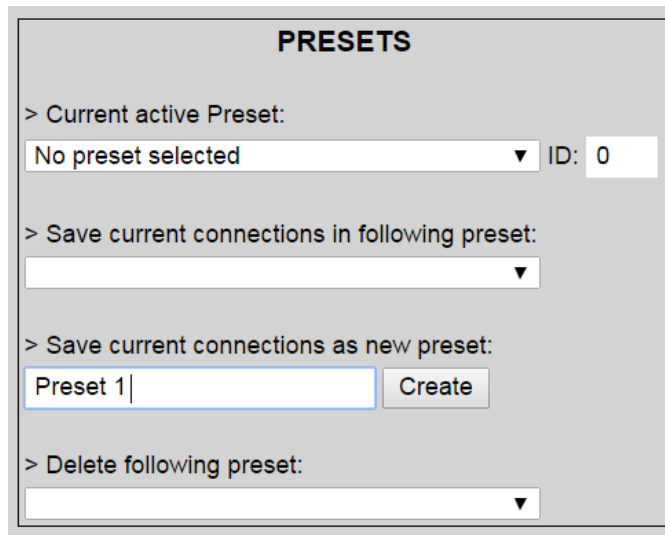 PRESETS
> Current active Preset:
No preset selected ▼ ID: 0
> Save current connections in following preset:
▼
> Save current connections as new preset:
Preset 1 Create
> Delete following preset:
▼